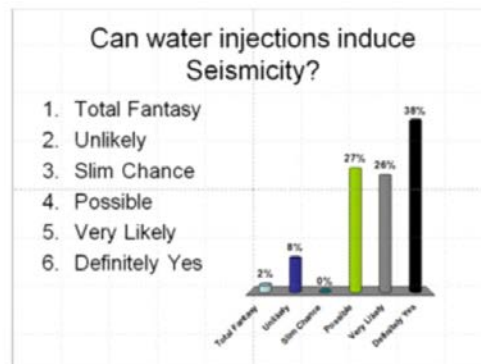 Can water injections induce
Seismicity?
1. Total Fantasy
2. Unlikely
3. Slim Chance
4. Possible
5. Very Likely
6. Definitely Yes
2%
8%
0%
27%
26%
38%
Total Fantasy
Unlikely
Slim Chance
Possible
Very Likely
Definitely Yes